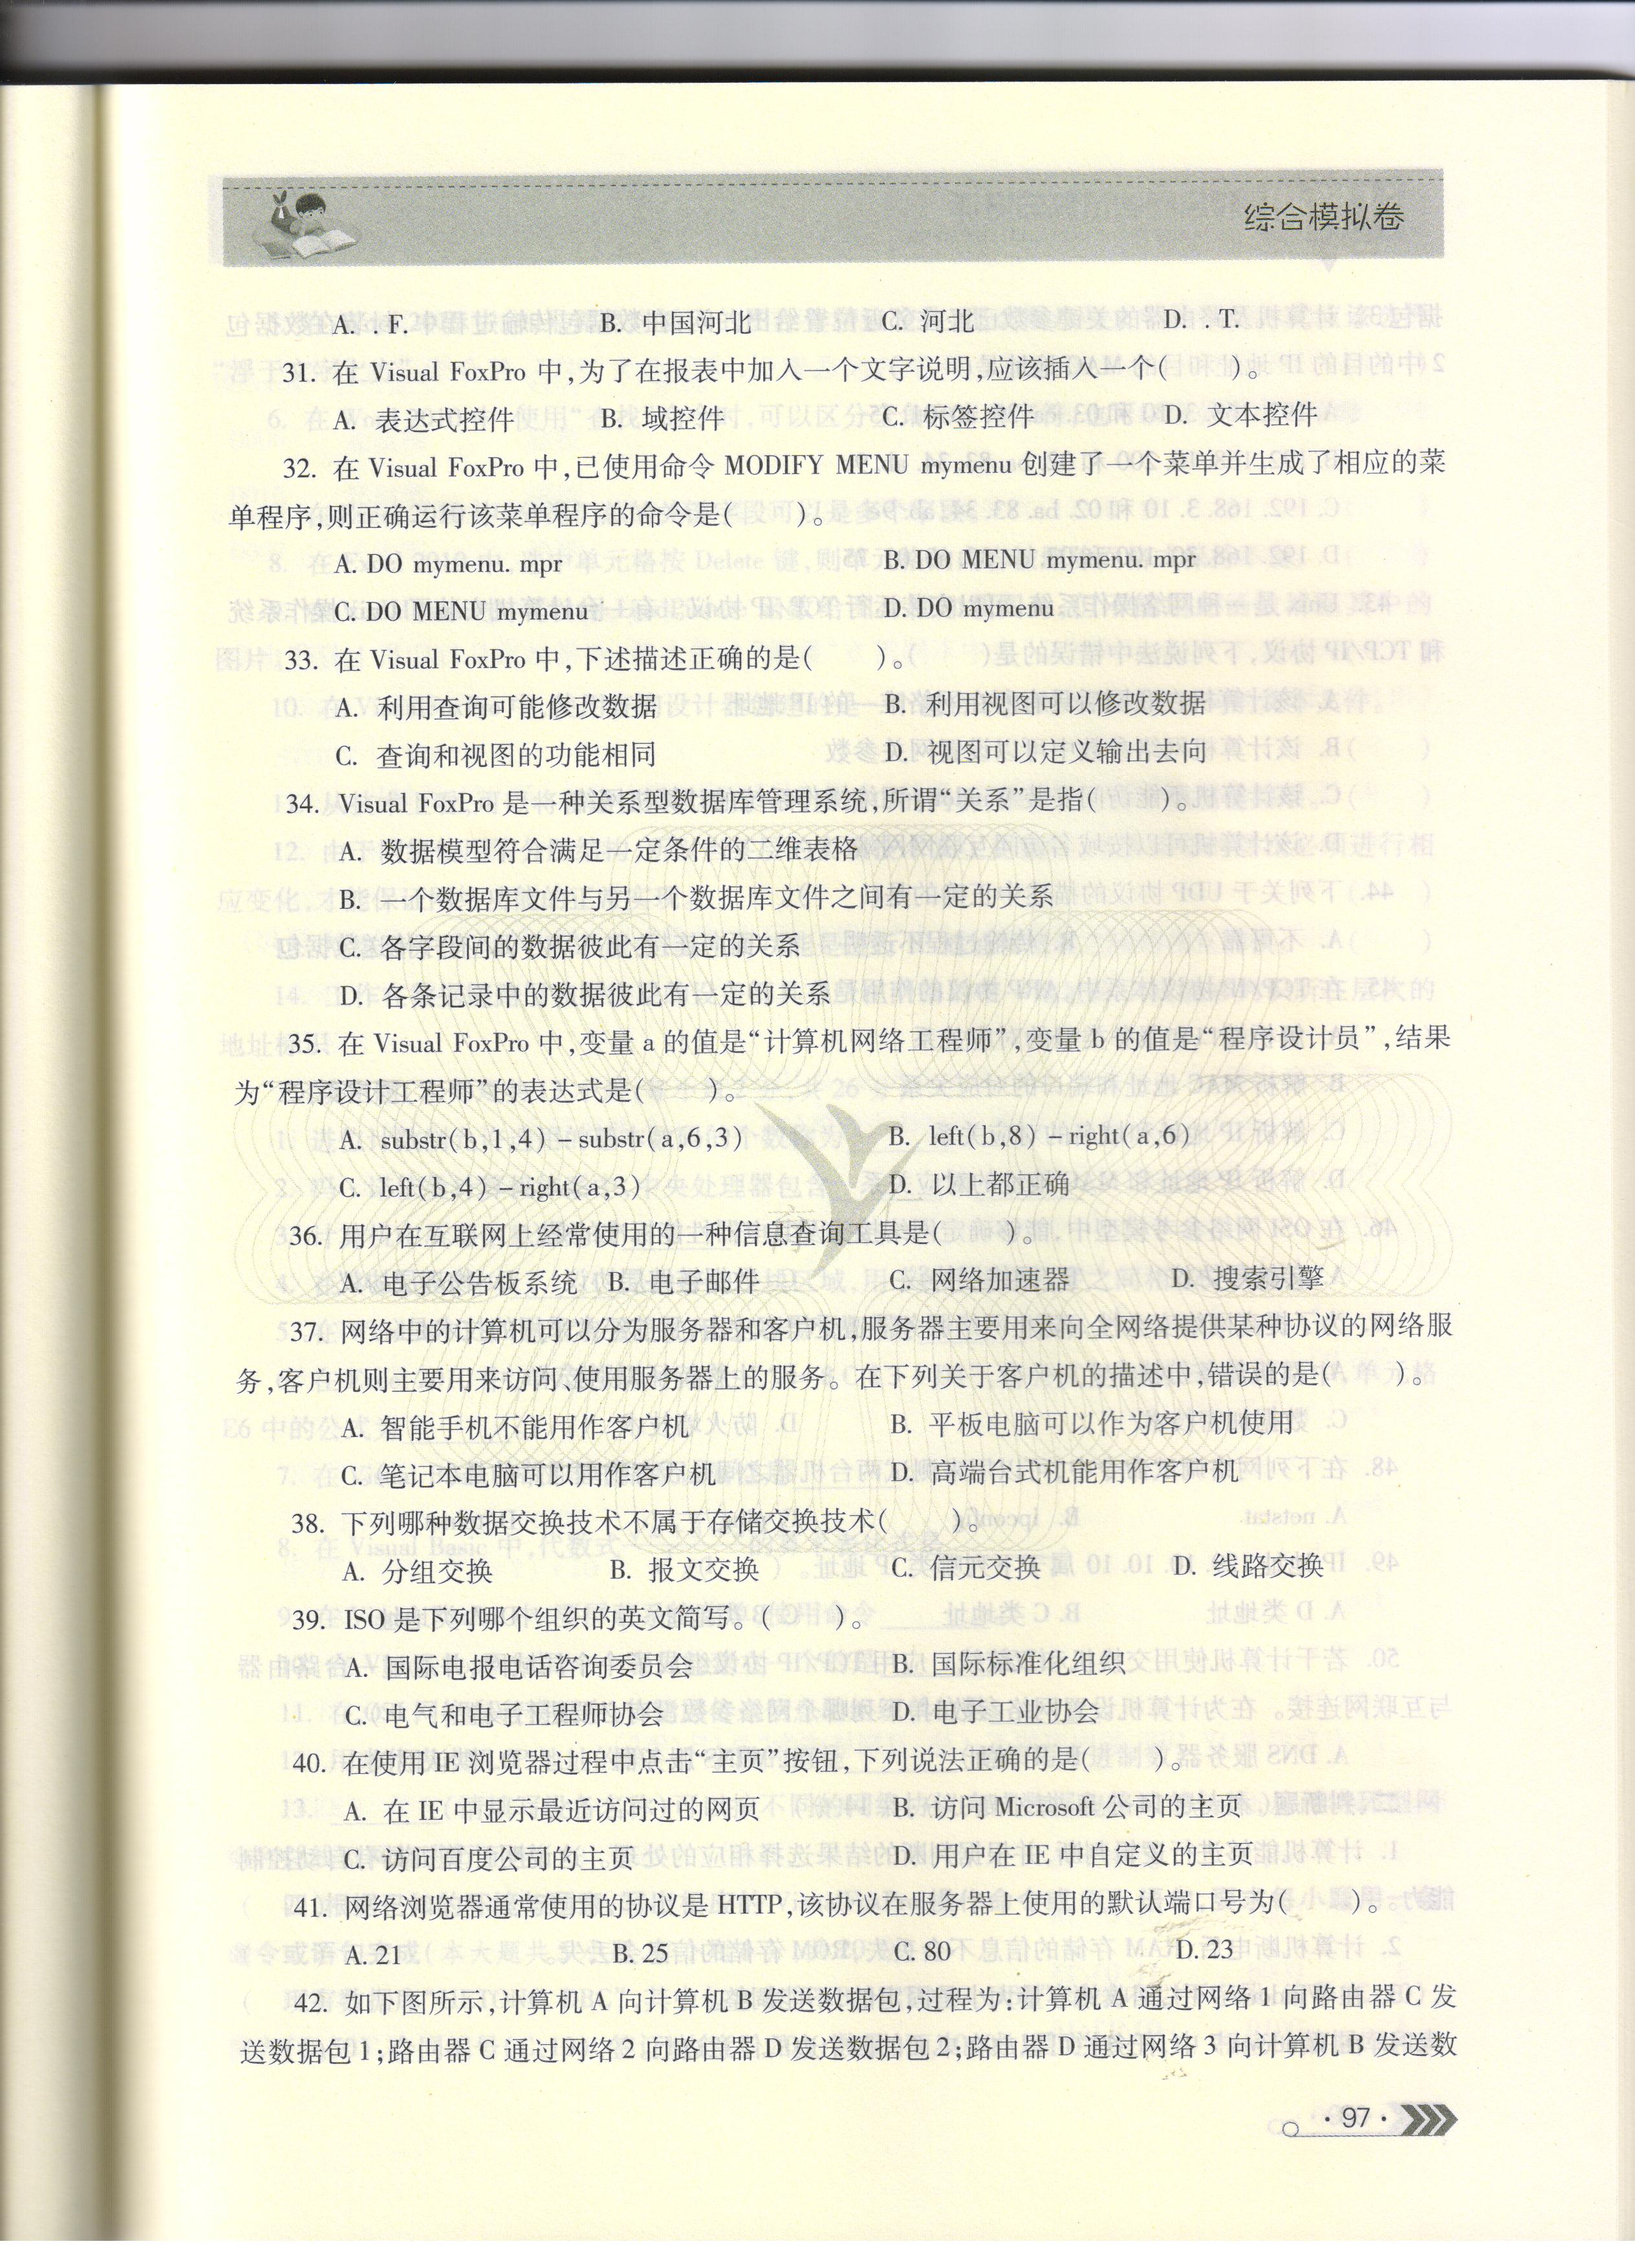 综合模拟卷
A. . F. B. 中国河北 C. 河北 D. . T.
31. 在 Visual FoxPro 中,为了在报表中加入一个文字说明,应该插入一个( )。
A. 表达式控件 B. 域控件 C. 标签控件 D. 文本控件
32. 在 Visual FoxPro 中,已使用命令 MODIFY MENU mymenu 创建了一个菜单并生成了相应的菜
单程序,则正确运行该菜单程序的命令是( )。
A. DO mymenu. mpr B. DO MENU mymenu. mpr
C. DO MENU mymenu D. DO mymenu
33. 在 Visual FoxPro 中,下述描述正确的是( )。
A. 利用查询可能修改数据 B. 利用视图可以修改数据
C. 查询和视图的功能相同 D. 视图可以定义输出去向
34. Visual FoxPro 是一种关系型数据库管理系统,所谓“关系”是指( )。
A. 数据模型符合满足一定条件的二维表格
B. 一个数据库文件与另一个数据库文件之间有一定的关系
C. 各字段间的数据彼此有一定的关系
D. 各条记录中的数据彼此有一定的关系
35. 在 Visual FoxPro 中,变量 a 的值是“计算机网络工程师”,变量 b 的值是“程序设计员”,结果
为“程序设计工程师”的表达式是( )。
A. substr(b,1,4)-substr(a,6,3) B. left(b,8)-right(a,6)
C. left(b,4)-right(a,3) D. 以上都正确
36. 用户在互联网上经常使用的一种信息查询工具是( )。
A. 电子公告板系统 B. 电子邮件 C. 网络加速器 D. 搜索引擎
37. 网络中的计算机可以分为服务器和客户机,服务器主要用来向全网络提供某种协议的网络服
务,客户机则主要用来访问、使用服务器上的服务。在下列关于客户机的描述中,错误的是( )。
A. 智能手机不能用作客户机 B. 平板电脑可以作为客户机使用
C. 笔记本电脑可以用作客户机 D. 高端台式机能用作客户机
38. 下列哪种数据交换技术不属于存储交换技术( )。
A. 分组交换 B. 报文交换 C. 信元交换 D. 线路交换
39. ISO 是下列哪个组织的英文简写。( )。
A. 国际电报电话咨询委员会 B. 国际标准化组织
C. 电气和电子工程师协会 D. 电子工业协会
40. 在使用 IE 浏览器过程中点击“主页”按钮,下列说法正确的是( )。
A. 在 IE 中显示最近访问过的网页 B. 访问 Microsoft 公司的主页
C. 访问百度公司的主页 D. 用户在 IE 中自定义的主页
41. 网络浏览器通常使用的协议是 HTTP,该协议在服务器上使用的默认端口号为( )。
A. 21 B. 25 C. 80 D. 23
42. 如下图所示,计算机 A 向计算机 B 发送数据包,过程为:计算机 A 通过网络 1 向路由器 C 发
送数据包 1;路由器 C 通过网络 2 向路由器 D 发送数据包 2;路由器 D 通过网络 3 向计算机 B 发送数
· 97 ·